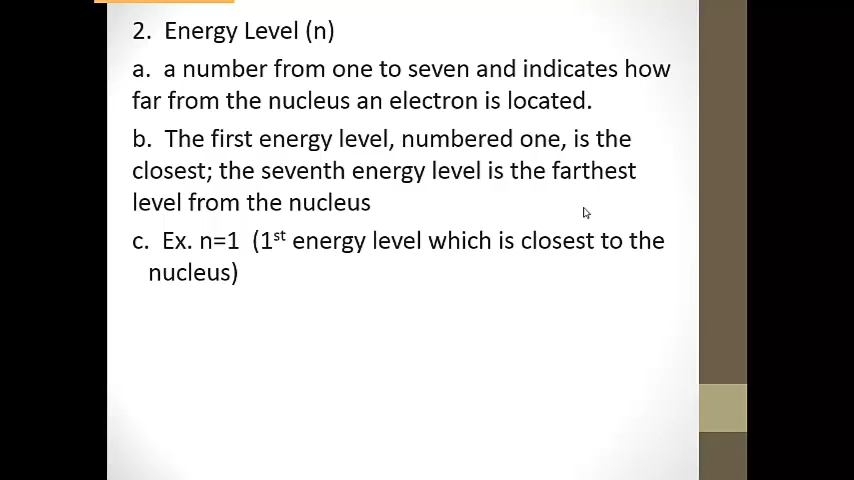 2. Energy Level (n)
a. a number from one to seven and indicates how
far from the nucleus an electron is located.
b. The first energy level, numbered one, is the
closest; the seventh energy level is the farthest
level from the nucleus
c. Ex. n=1 (1st energy level which is closest to the
nucleus)